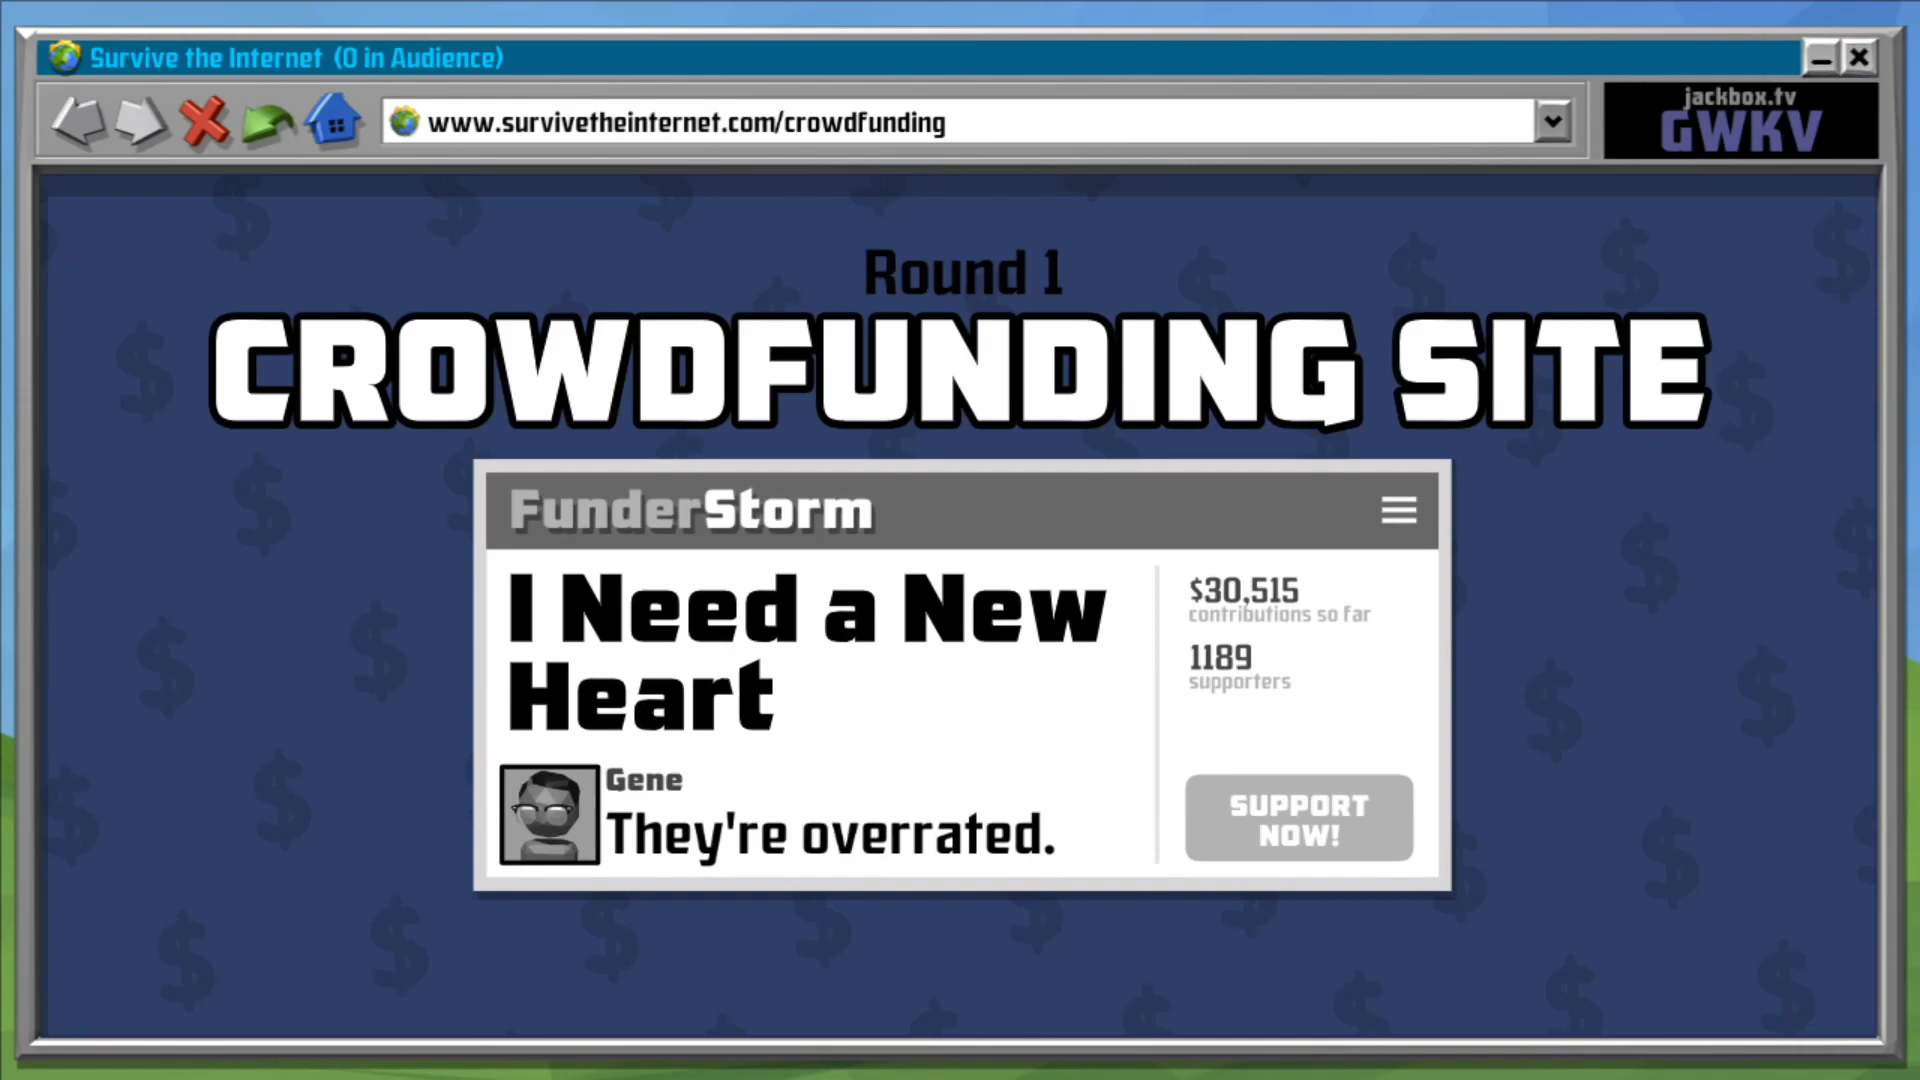 Survive the Internet (0 in Audience)
www.survivetheinternet.com/crowdfunding
jackbox.tv
GWKV
Round 1
CROWDFUNDING SITE
FunderStorm
I Need a New
Heart
Gene
They're overrated.
$30,515
contributions so far
1189
supporters
SUPPORT
NOW!